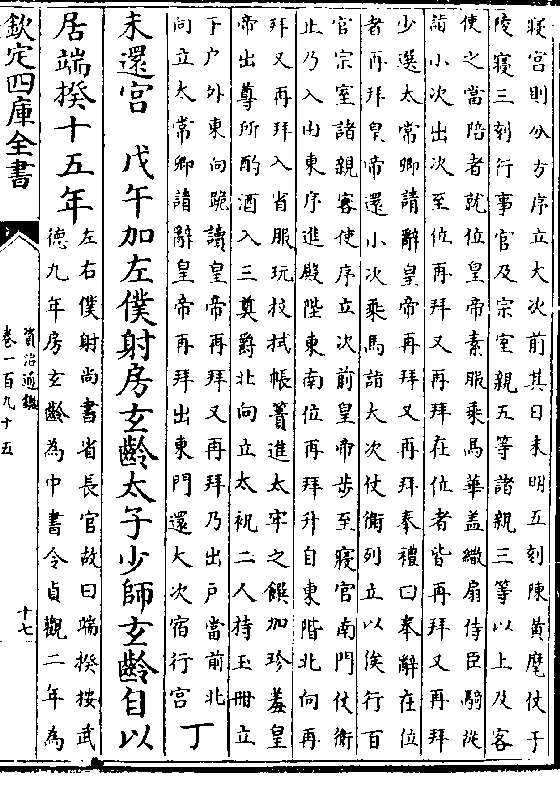 寢宫則分方序立大次前其日未明五刻陳黄麾仗于
陵寢三刻行事官及宗室親五等諸親三等以上及客
使之當陪者就位皇帝素服乗馬華盖繖扇侍臣騎從
詣小次出次至位再拜又再拜在位者皆再拜又再拜
少選太常卿請辭皇帝再拜又再拜奉禮曰奉辭在位
者再拜皇帝還小次乗馬詣大次仗衛列立以俟行百
官宗室諸親客使序立次前皇帝歩至寢宫南門仗衛
止乃入由東序進殿陛東南位再拜升自東階北向再
拜又再拜入省服玩技拭帳簀進太牢之饌加珍羞皇
帝出尊所酌酒入三奠爵北向立太祝二人持玉冊立
于户外東向跪讀皇帝再拜又再拜乃出户當前北
向立太常卿請辭皇帝再拜出東門還大次宿行宫
丁
未還宫　戊午加左僕射房玄齡太子少師玄齡自以
居端揆十五年
左右僕射尚書省長官故曰端揆按武
德九年房玄齡為中書令貞觀二年為
欽定四庫全書
資治通鑑
卷一百九十五
十七